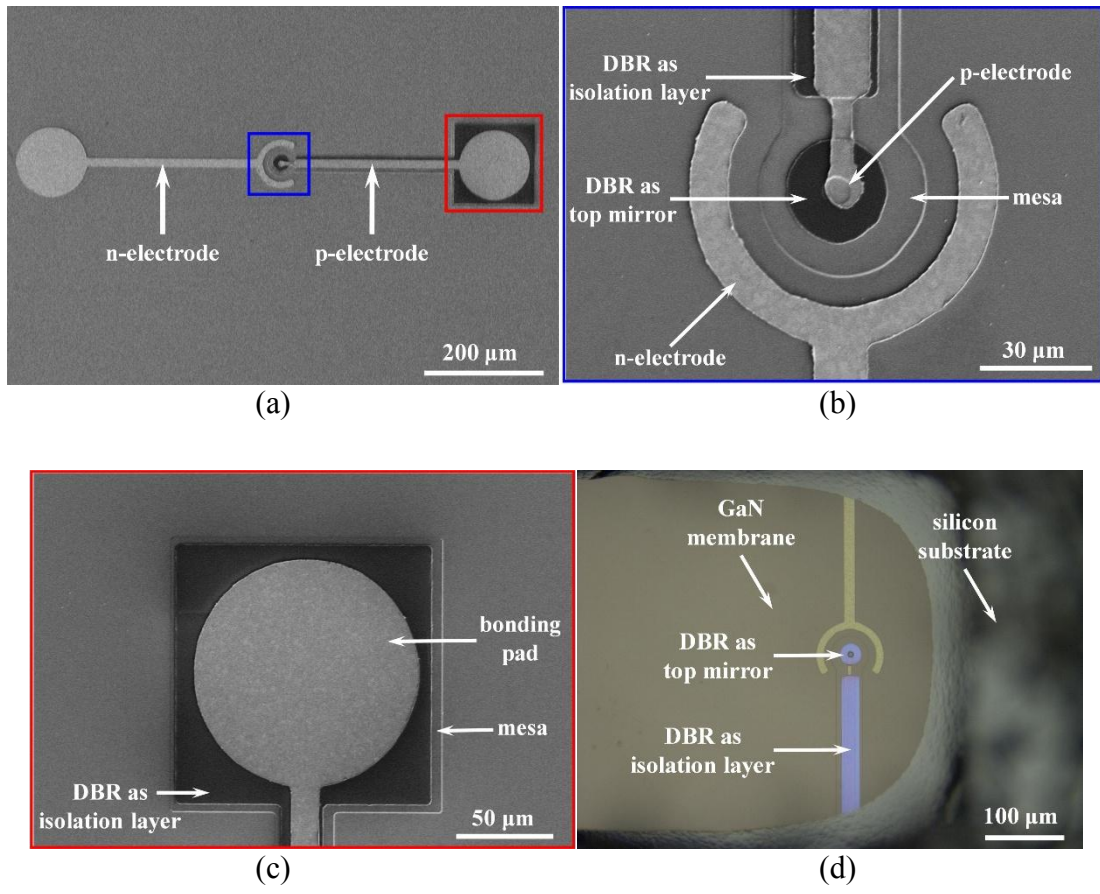 n-electrode
p-electrode
200 µm
(a)
DBR as
isolation layer
p-electrode
DBR as
top mirror
mesa
n-electrode
30 µm
(b)
bonding
pad
mesa
DBR as
isolation layer
50 µm
(c)
GaN
membrane
silicon
substrate
DBR as
top mirror
DBR as
isolation layer
100 µm
(d)